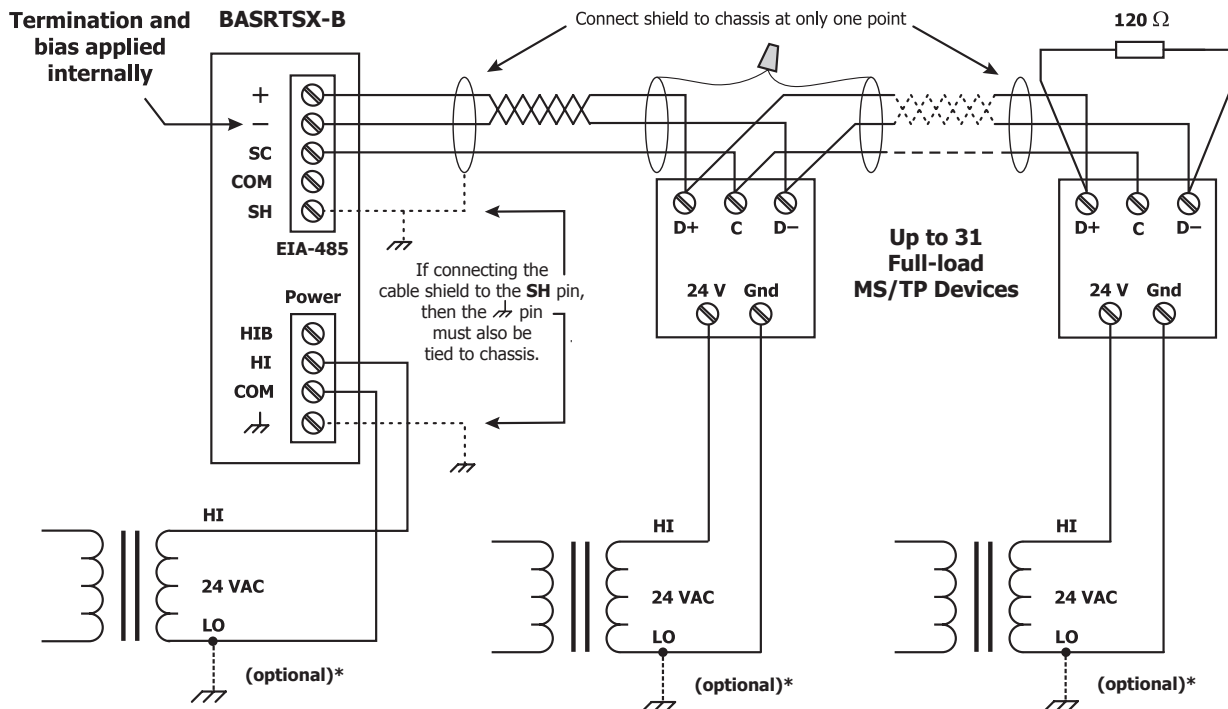 Termination and
bias applied
internally
BASRTSX-B
Connect shield to chassis at only one point
120 Ω
+
–
SC
COM
SH
EIA-485
D+ C D–
D+ C D–
Up to 31
Full-load
MS/TP Devices
If connecting the
cable shield to the SH pin,
then the pin
must also be
tied to chassis.
24 V Gnd
24 V Gnd
Power
HIB
HI
COM
HI
24 VAC
LO
(optional)*
HI
24 VAC
LO
(optional)*
HI
24 VAC
LO
(optional)*